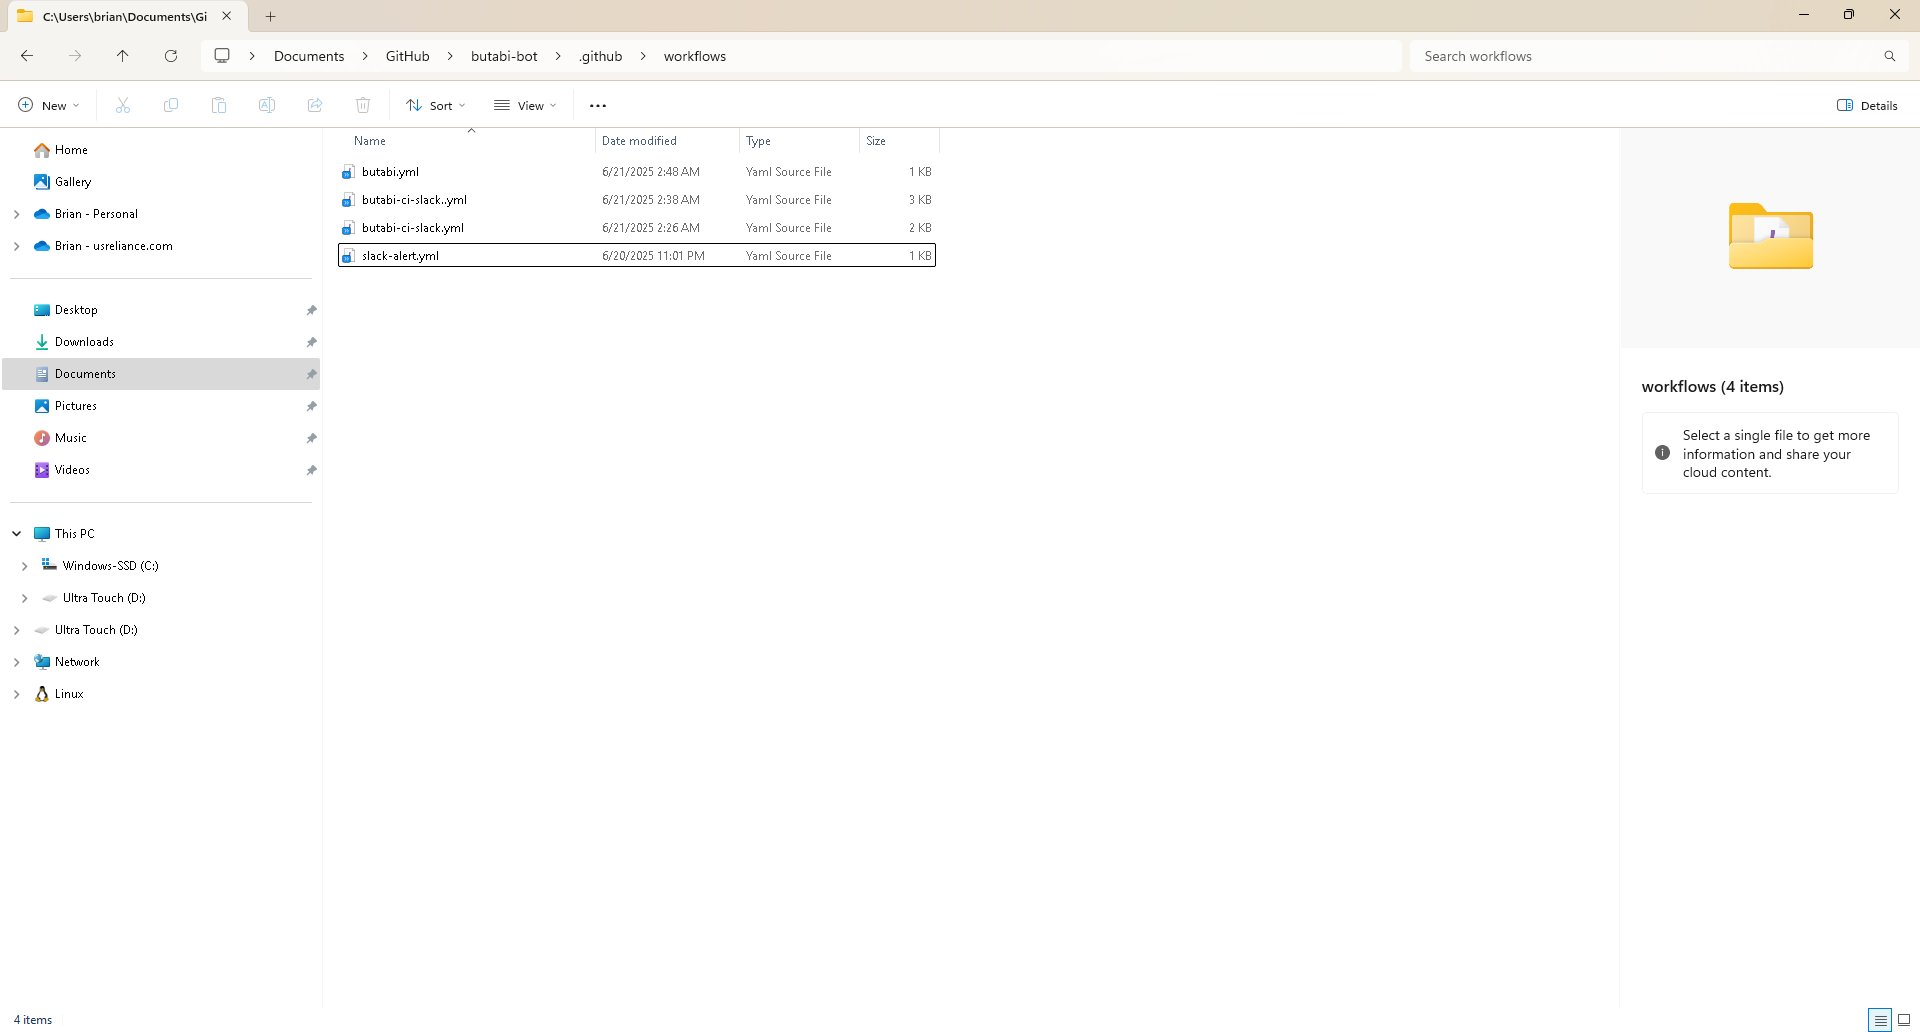 C:\Users\brian\Documents\Gi
Documents
GitHub
butabi-bot
.github
workflows
Search workflows
New
Sort
View
Details
Home
Gallery
Brian - Personal
Brian - usreliance.com
Desktop
Downloads
Documents
Pictures
Music
Videos
This PC
Windows-SSD (C:)
Ultra Touch (D:)
Ultra Touch (D:)
Network
Linux
Name Date modified Type Size
butabi.yml 6/21/2025 2:48 AM Yaml Source File 1 KB
butabi-ci-slack..yml 6/21/2025 2:38 AM Yaml Source File 3 KB
butabi-ci-slack.yml 6/21/2025 2:26 AM Yaml Source File 2 KB
slack-alert.yml 6/20/2025 11:01 PM Yaml Source File 1 KB
workflows (4 items)
Select a single file to get more
information and share your
cloud content.
4 items